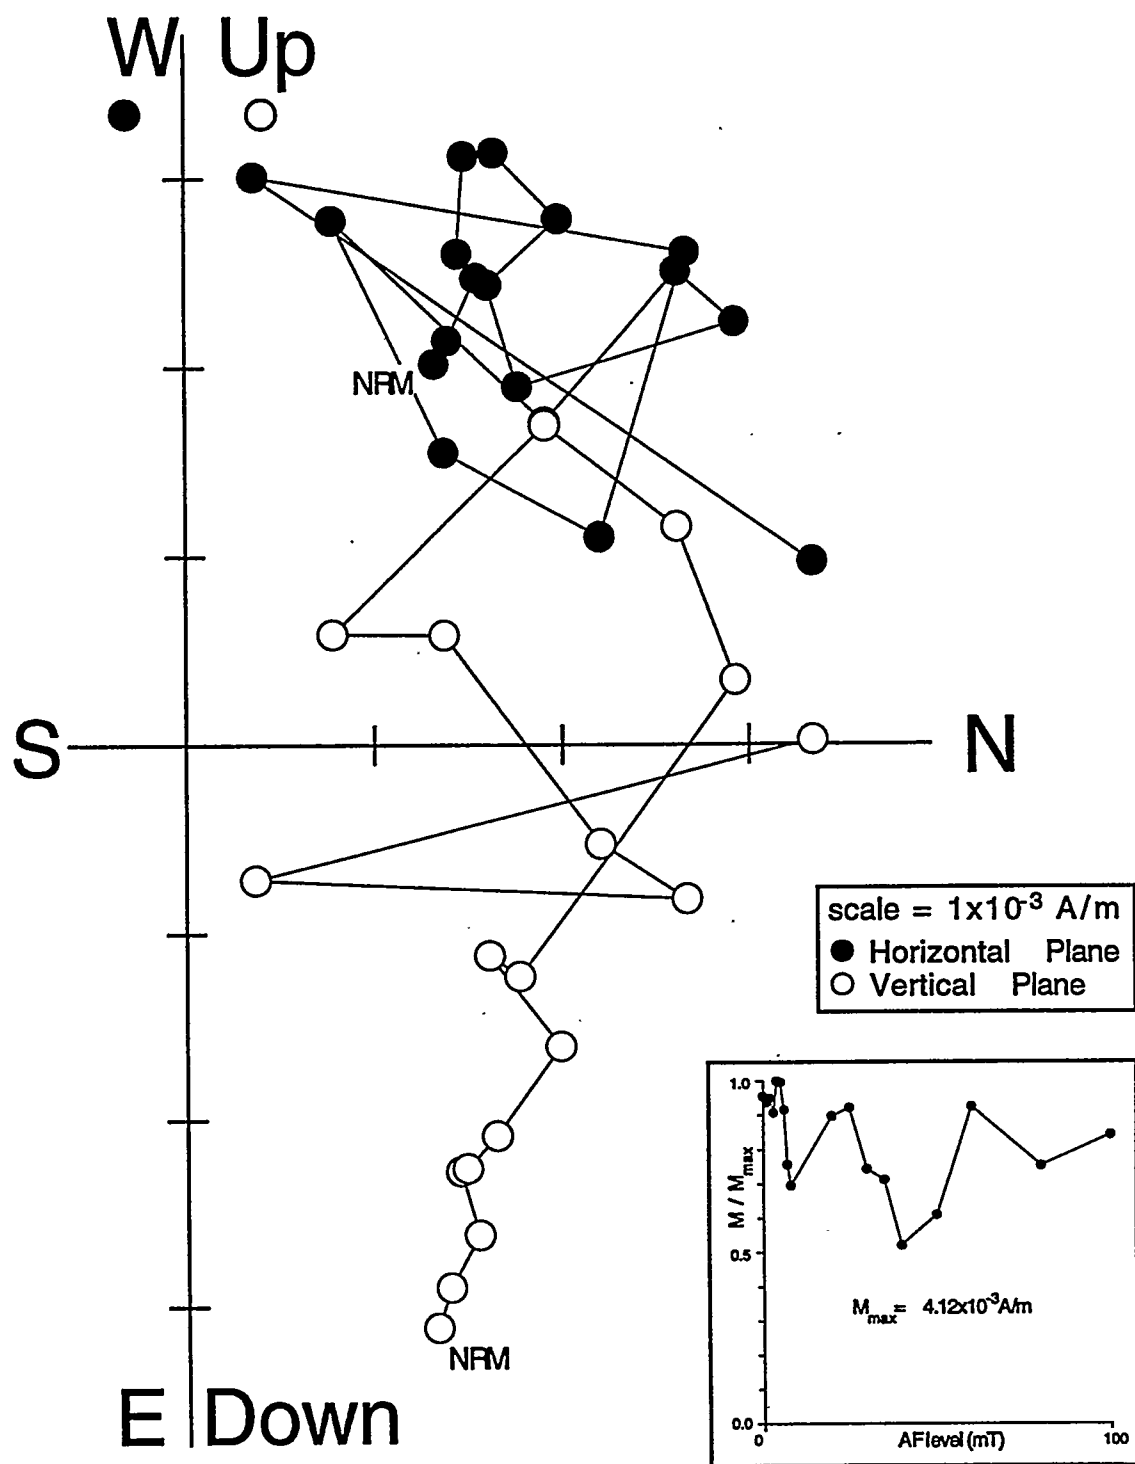 W Up
NRM
S
N
scale = 1x10⁻³ A/m
Horizontal Plane
Vertical Plane
1.0
M / Mmax
0.5
Mmax= 4.12x10⁻³A/m
NRM
0.0
0
AF level (mT)
100
E Down